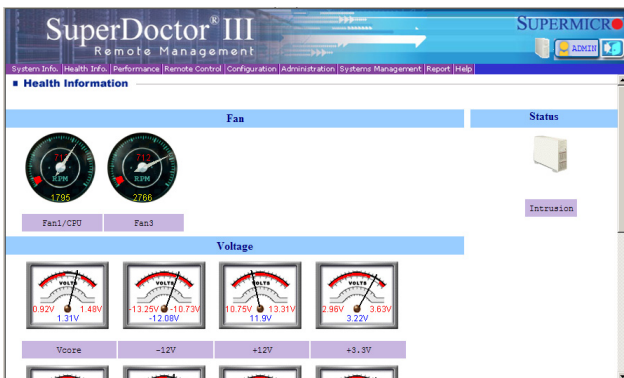 SuperDoctor® III
Remote Management
SUPERMICRO
ADMIN
System Info. |Health Info. |Performance |Remote Control |Configuration |Administration |Systems Management |Report |Help|
Health Information
Fan
Status
712
RPM
1795
712
RPM
2766
Fan1/CPU
Fan3
Intrusion
Voltage
VOLTS
0.92V
1.48V
1.31V
VOLTS
-13.25V
-10.73V
-12.08V
VOLTS
10.75V
13.31V
11.9V
VOLTS
2.96V
3.63V
3.22V
Vcore
-12V
+12V
+3.3V